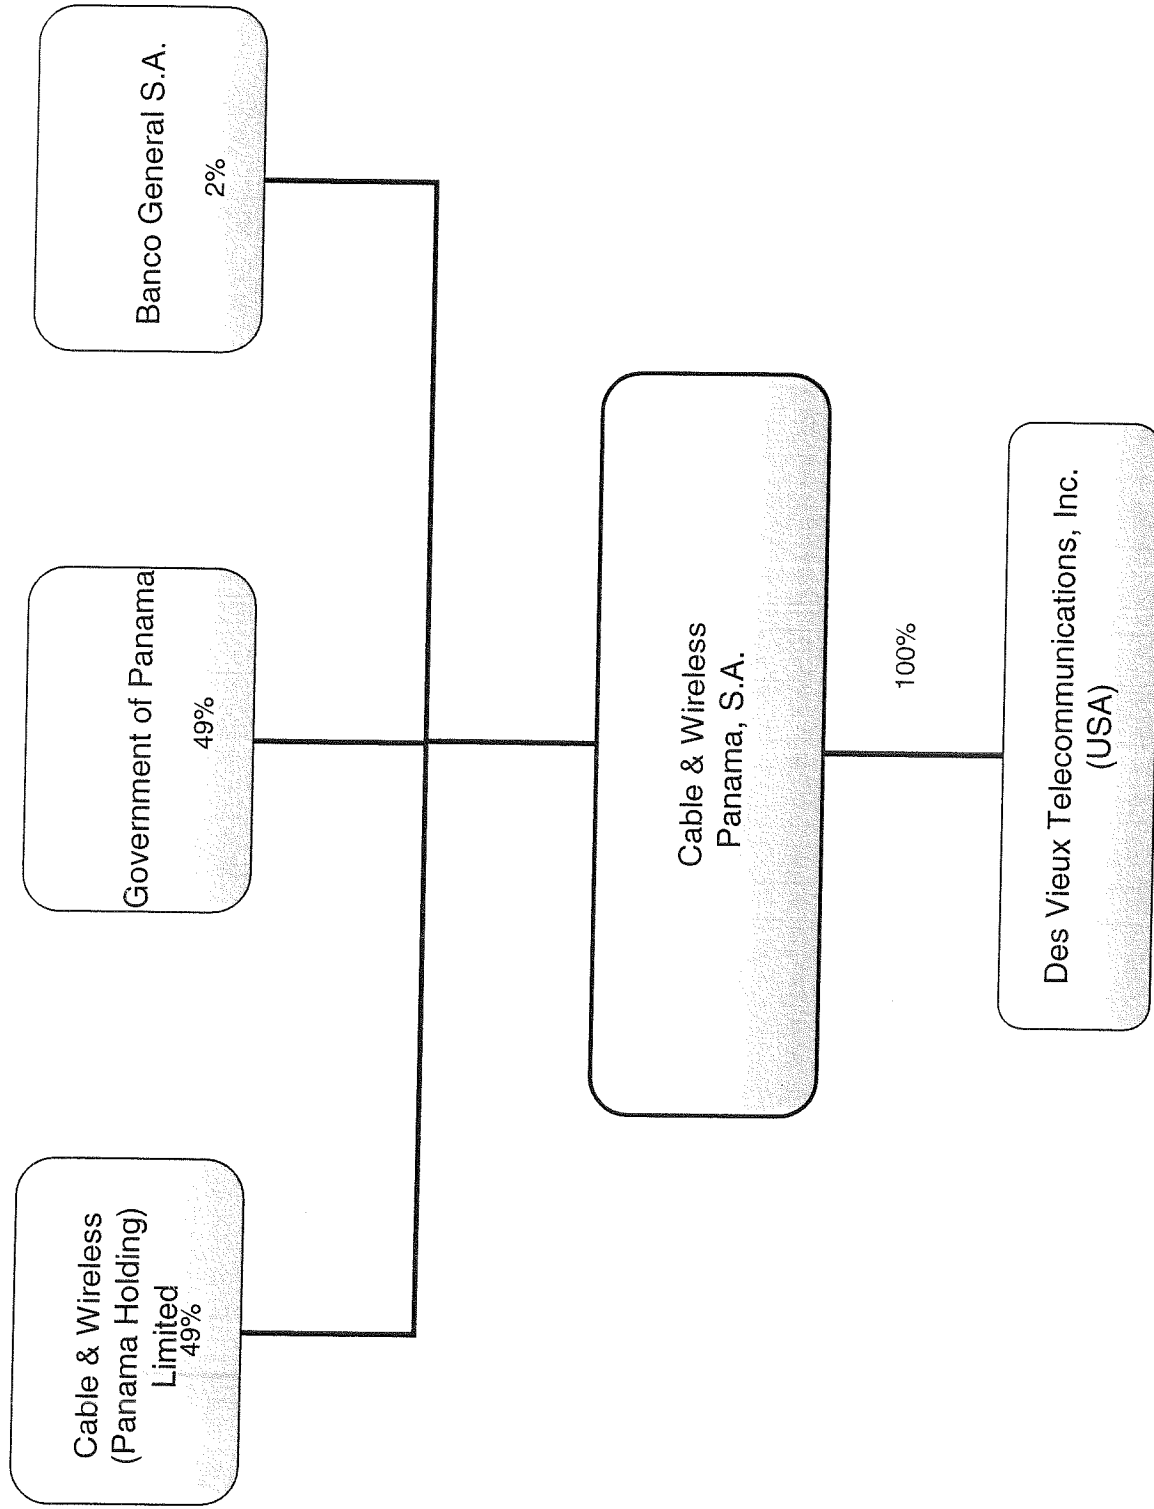 Cable & Wireless
(Panama Holding)
Limited
49%
Government of Panama
49%
Banco General S.A.
2%
Cable & Wireless
Panama, S.A.
100%
Des Vieux Telecommunications, Inc.
(USA)